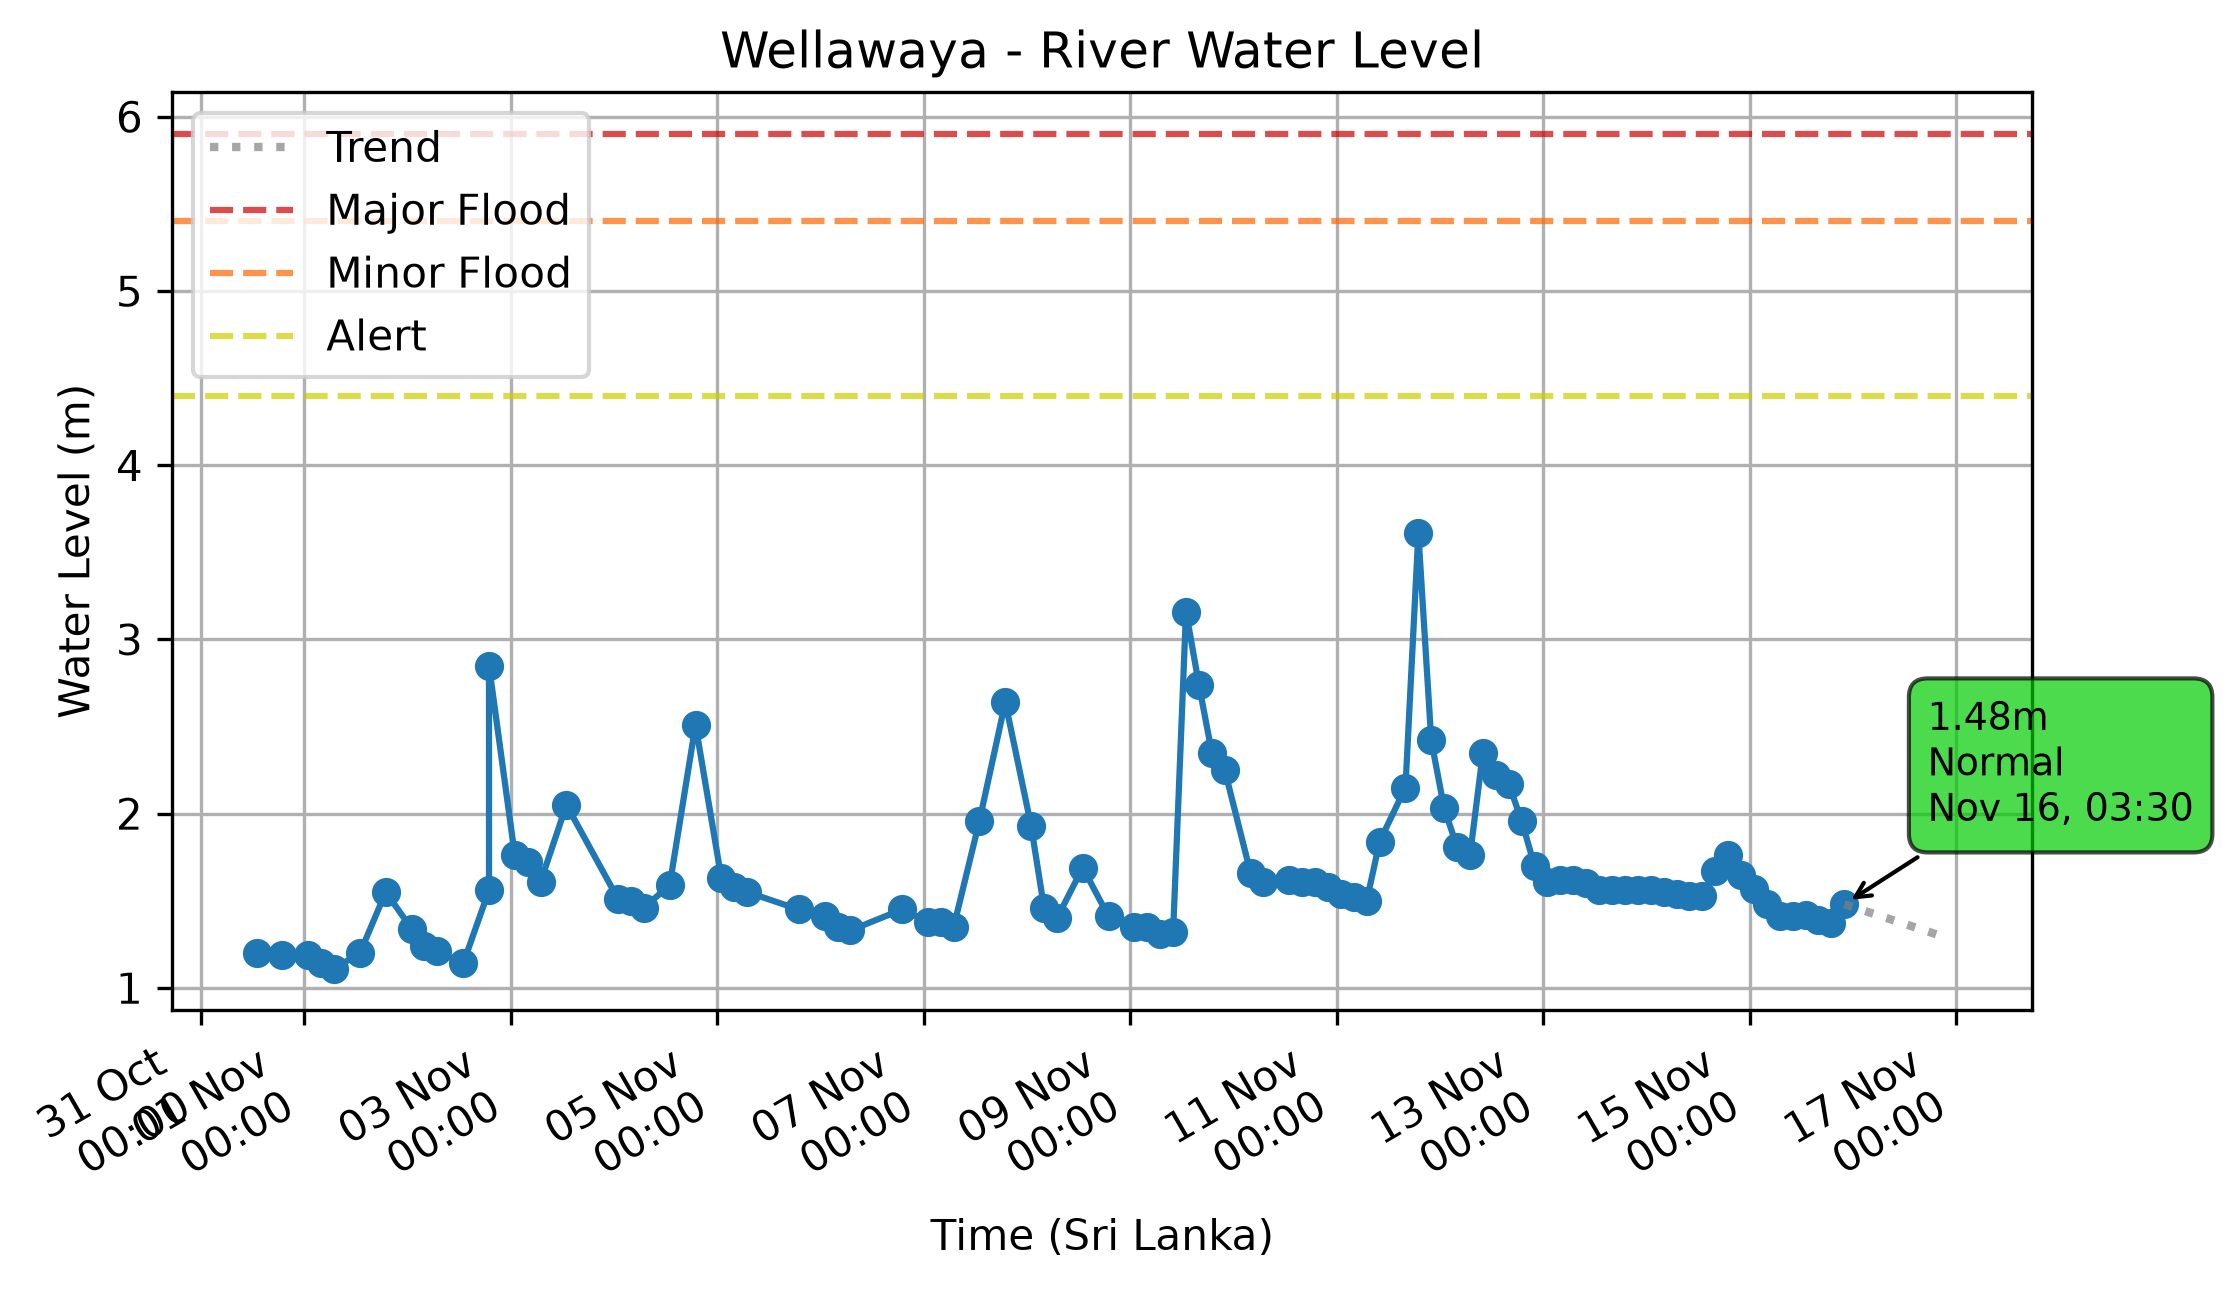 Wellawaya - River Water Level
6
5
4
3
2
1
Water Level (m)
Trend
Major Flood
Minor Flood
Alert
1.48m
Normal
Nov 16, 03:30
31 Oct
00:00
01 Nov
00:00
03 Nov
00:00
05 Nov
00:00
07 Nov
00:00
09 Nov
00:00
11 Nov
00:00
13 Nov
00:00
15 Nov
00:00
17 Nov
00:00
Time (Sri Lanka)